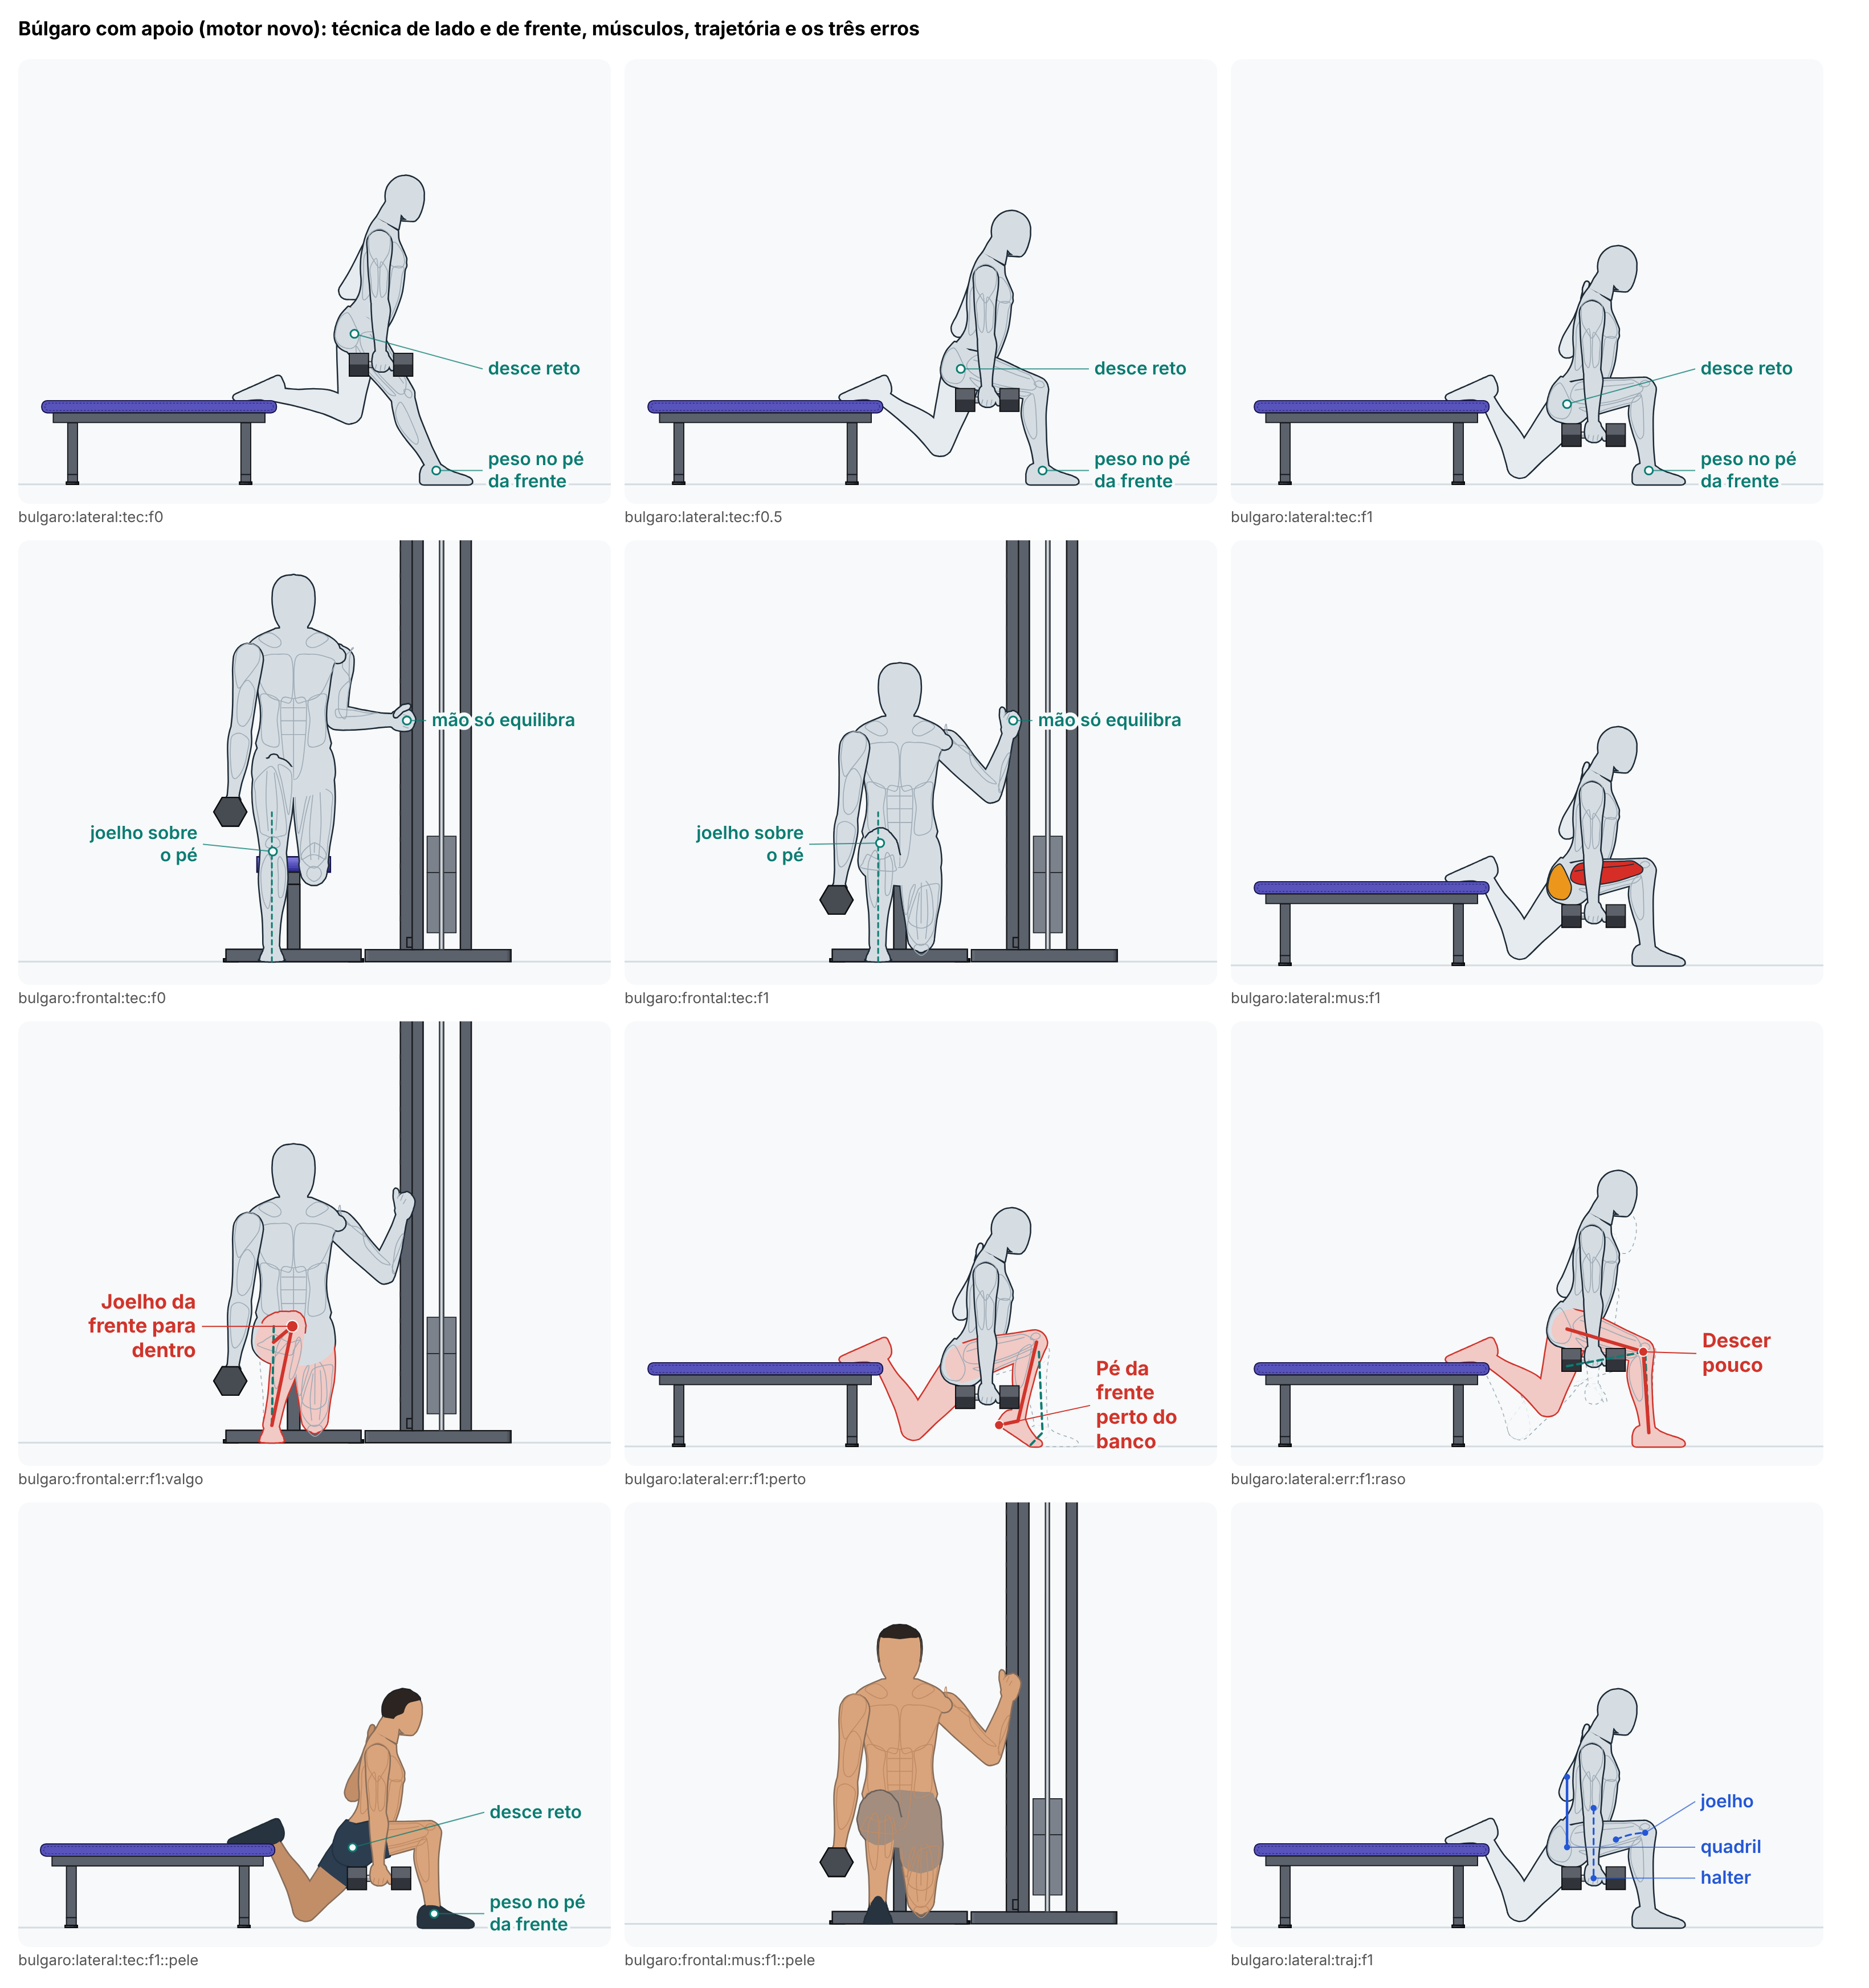 Búlgaro com apoio (motor novo): técnica de lado e de frente, músculos, trajetória e os três erros
desce reto
peso no pé
da frente
bulgaro:lateral:tec:f0
desce reto
peso no pé
da frente
bulgaro:lateral:tec:f0.5
desce reto
peso no pé
da frente
bulgaro:lateral:tec:f1
mão só equilibra
joelho sobre
o pé
bulgaro:frontal:tec:f0
mão só equilibra
joelho sobre
o pé
bulgaro:frontal:tec:f1
bulgaro:lateral:mus:f1
Joelho da
frente para
dentro
bulgaro:frontal:err:f1:valgo
Pé da
frente
perto do
banco
bulgaro:lateral:err:f1:perto
Descer
pouco
bulgaro:lateral:err:f1:raso
desce reto
peso no pé
da frente
bulgaro:lateral:tec:f1::pele
bulgaro:frontal:mus:f1::pele
joelho
quadril
halter
bulgaro:lateral:traj:f1